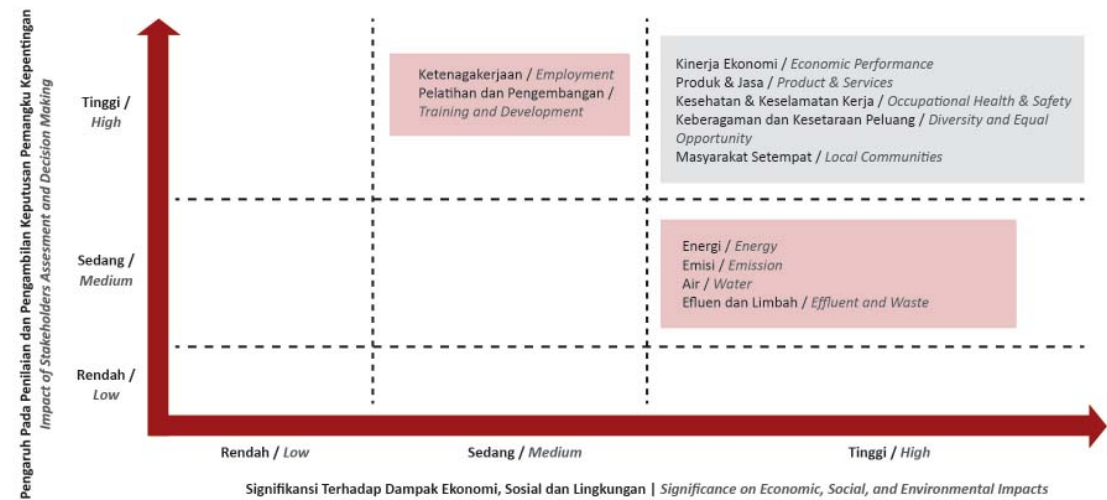 Pengaruh Pada Penilaian dan Pengambilan Keputusan Pemangku Kepentingan
Impact of Stakeholders Assesment and Decision Making
Tinggi /
High
Ketenagakerjaan / Employment
Pelatihan dan Pengembangan /
Training and Development
Kinerja Ekonomi / Economic Performance
Produk & Jasa / Product & Services
Kesehatan & Keselamatan Kerja / Occupational Health & Safety
Keberagaman dan Kesetaraan Peluang / Diversity and Equal
Opportunity
Masyarakat Setempat / Local Communities
Sedang /
Medium
Energi / Energy
Emisi / Emission
Air / Water
Efluen dan Limbah / Effluent and Waste
Rendah /
Low
Rendah / Low
Sedang / Medium
Tinggi / High
Signifikansi Terhadap Dampak Ekonomi, Sosial dan Lingkungan | Significance on Economic, Social, and Environmental Impacts